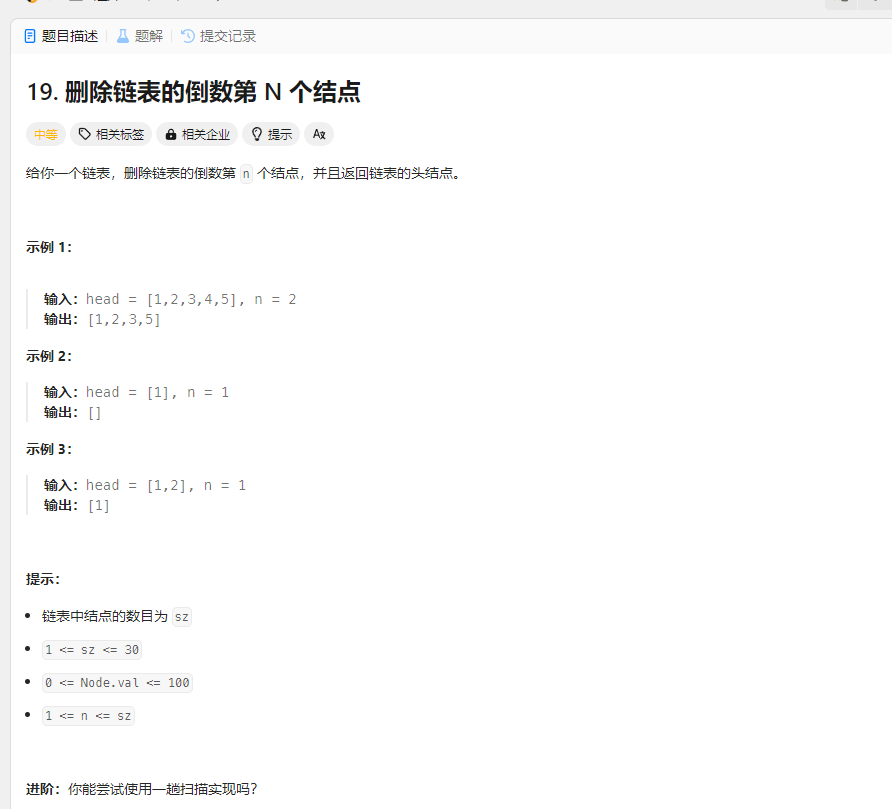 题目描述 题解 提交记录
19. 删除链表的倒数第 N 个结点
中等 相关标签 相关企业 提示
给你一个链表，删除链表的倒数第 n 个结点，并且返回链表的头结点。
示例 1：
输入：head = [1,2,3,4,5], n = 2
输出：[1,2,3,5]
示例 2：
输入：head = [1], n = 1
输出：[]
示例 3：
输入：head = [1,2], n = 1
输出：[1]
提示：
链表中结点的数目为 sz
1 <= sz <= 30
0 <= Node.val <= 100
1 <= n <= sz
进阶：你能尝试使用一趟扫描实现吗？